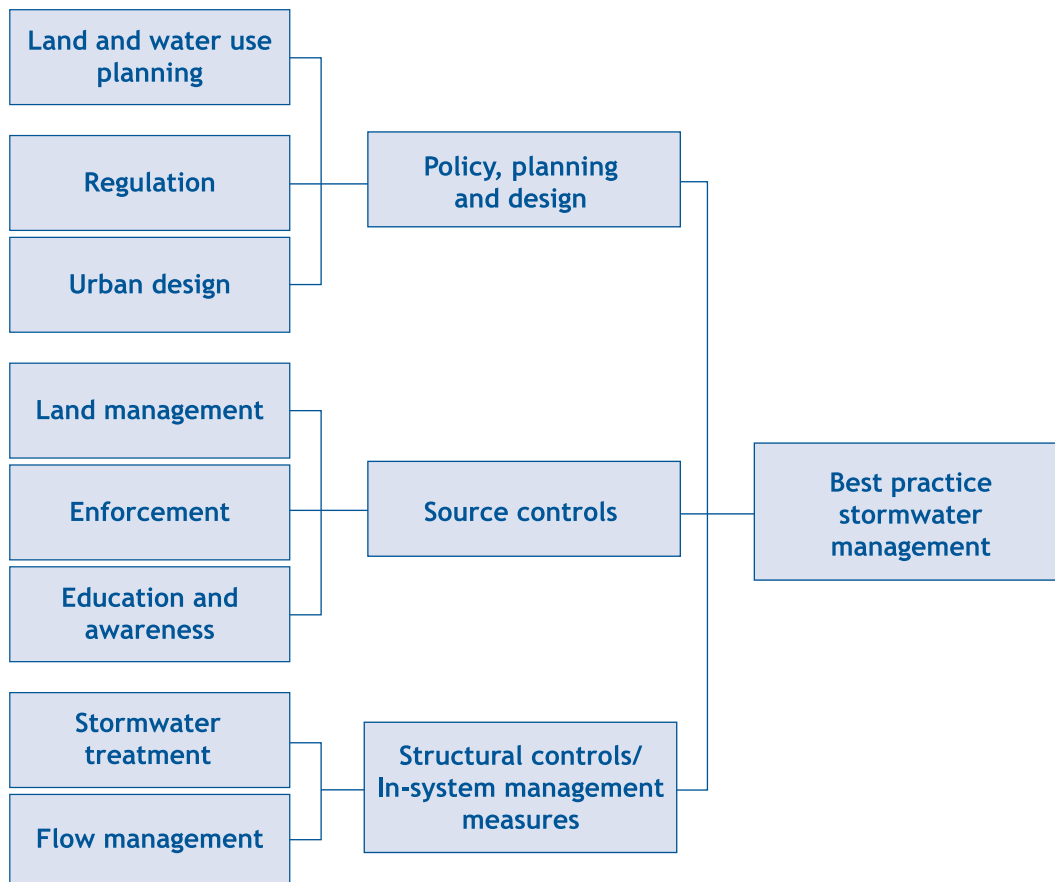 Land and water use
planning
Regulation
Urban design
Policy, planning
and design
Land management
Enforcement
Education and
awareness
Source controls
Stormwater
treatment
Flow management
Structural controls/
In-system management
measures
Best practice
stormwater
management